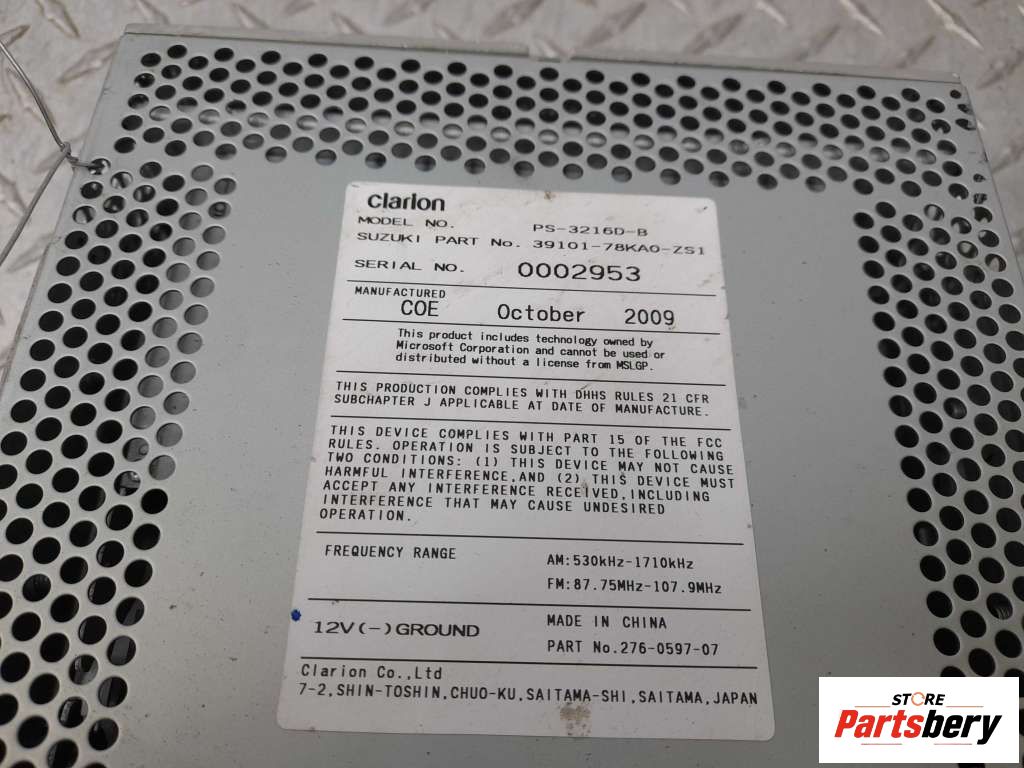 clarion
MODEL NO. PS-3216D-B
SUZUKI PART No. 39101-78KA0-ZS1
SERIAL NO. 0002953
MANUFACTURED
COE October 2009
This product includes technology owned by
Microsoft Corporation and cannot be used or
distributed without a license from MSLGP.
THIS PRODUCTION COMPLIES WITH DHHS RULES 21 CFR
SUBCHAPTER J APPLICABLE AT DATE OF MANUFACTURE.
THIS DEVICE COMPLIES WITH PART 15 OF THE FCC
RULES. OPERATION IS SUBJECT TO THE FOLLOWING
TWO CONDITIONS: (1) THIS DEVICE MAY NOT CAUSE
HARMFUL INTERFERENCE,AND (2) THIS DEVICE MUST
ACCEPT ANY INTERFERENCE RECEIVED,INCLUDING
INTERFERENCE THAT MAY CAUSE UNDESIRED
OPERATION.
FREQUENCY RANGE AM:530kHz-1710kHz
FM:87.75MHz-107.9MHz
12V(-)GROUND MADE IN CHINA
PART No.276-0597-07
Clarion Co.,Ltd
7-2,SHIN-TOSHIN,CHUO-KU,SAITAMA-SHI,SAITAMA,JAPAN
STORE
Partsbery